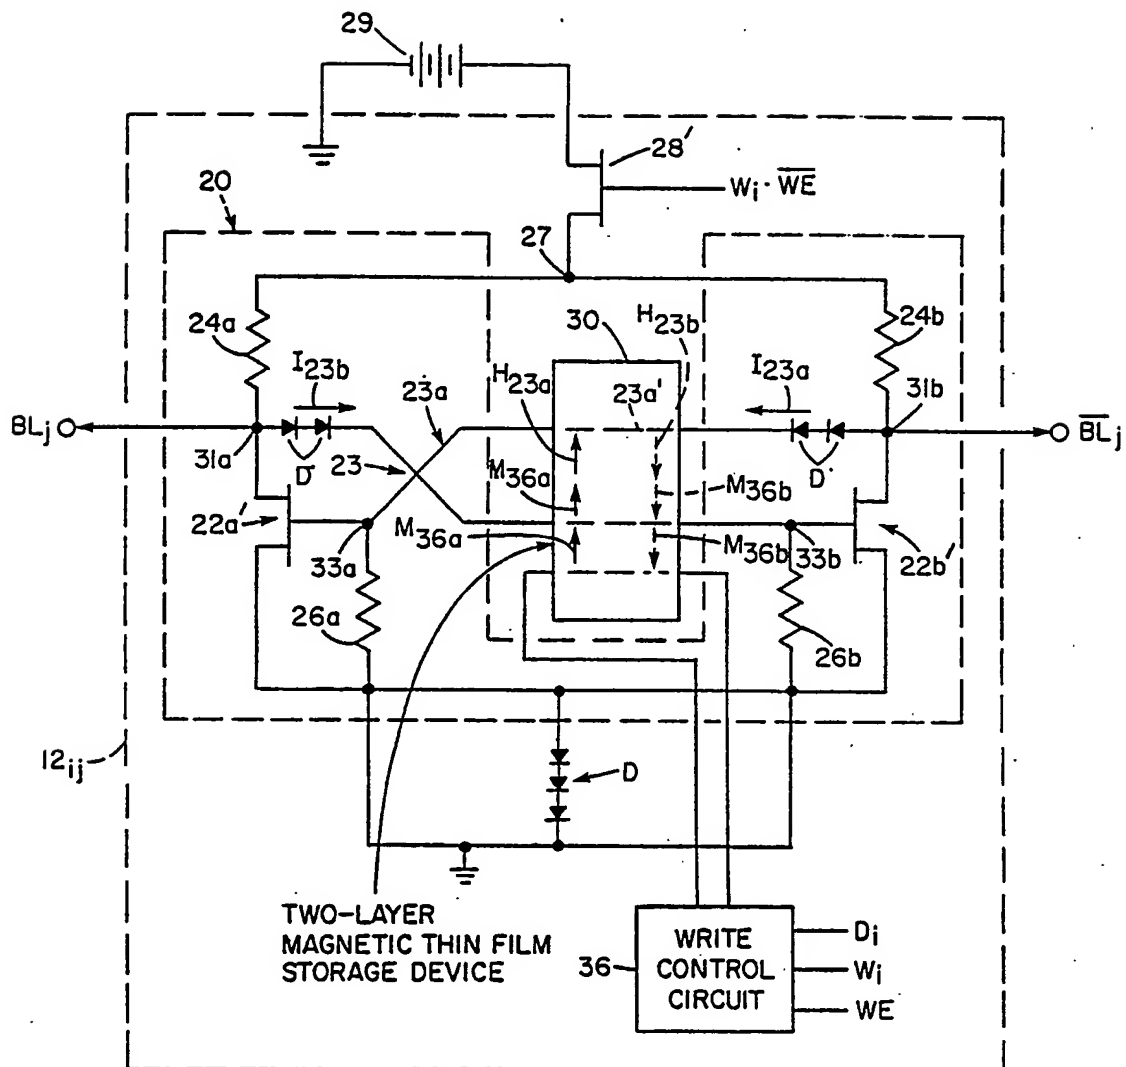 29
28'
Wi · W̅E̅
20
27
24a
I23b
23a
30
H23b
H23a
23a'
I23a
24b
31b
BLj
B̅L̅j
31a
D
23
D
22a'
M36a
M36b
33a
M36a
M36b
33b
22b'
26a
26b
12ij
D
TWO-LAYER
MAGNETIC THIN FILM
STORAGE DEVICE
36
WRITE
CONTROL
CIRCUIT
Di
Wi
WE